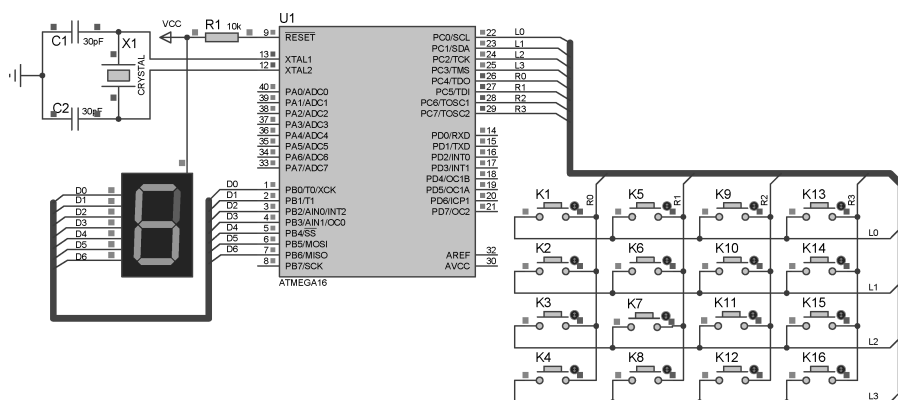 U1
C1
30pF
X1
CRYSTAL
C2
30pF
VCC
R1
10k
9
RESET
13
XTAL1
12
XTAL2
40
PA0/ADC0
39
PA1/ADC1
38
PA2/ADC2
37
PA3/ADC3
36
PA4/ADC4
35
PA5/ADC5
34
PA6/ADC6
33
PA7/ADC7
D0
1
PB0/T0/XCK
D1
2
PB1/T1
D2
3
PB2/AIN0/INT2
D3
4
PB3/AIN1/OC0
D4
5
PB4/SS
D5
6
PB5/MOSI
D6
7
PB6/MISO
8
PB7/SCK
ATMEGA16
PC0/SCL
22
L0
PC1/SDA
23
L1
PC2/TCK
24
L2
PC3/TMS
25
L3
PC4/TDO
26
R0
PC5/TDI
27
R1
PC6/TOSC1
28
R2
PC7/TOSC2
29
R3
PD0/RXD
14
PD1/TXD
15
PD2/INT0
16
PD3/INT1
17
PD4/OC1B
18
PD5/OC1A
19
PD6/ICP1
20
PD7/OC2
21
AREF
32
AVCC
30
D0
D1
D2
D3
D4
D5
D6
K1
R0
K5
R1
K9
R2
K13
R3
L0
K2
K6
K10
K14
L1
K3
K7
K11
K15
L2
K4
K8
K12
K16
L3